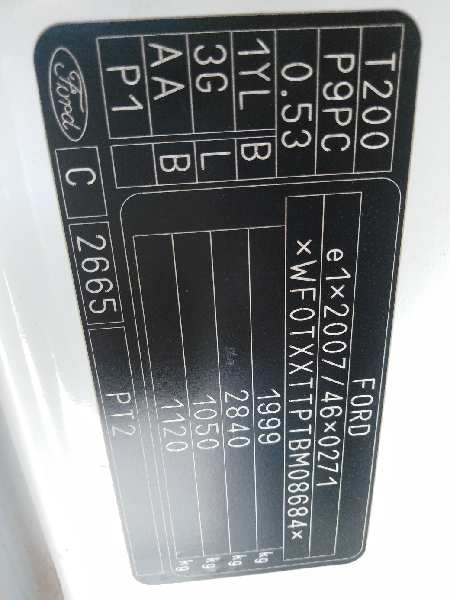 FORD
e1×2007/46×0271
×WF0TXXTTPTBM08684×
1999 kg
2840 kg
1050 kg
1120 kg
T200
P9PC
0.53
1YL B
3G L
AA B
P1
Ford
C 2665 PT2